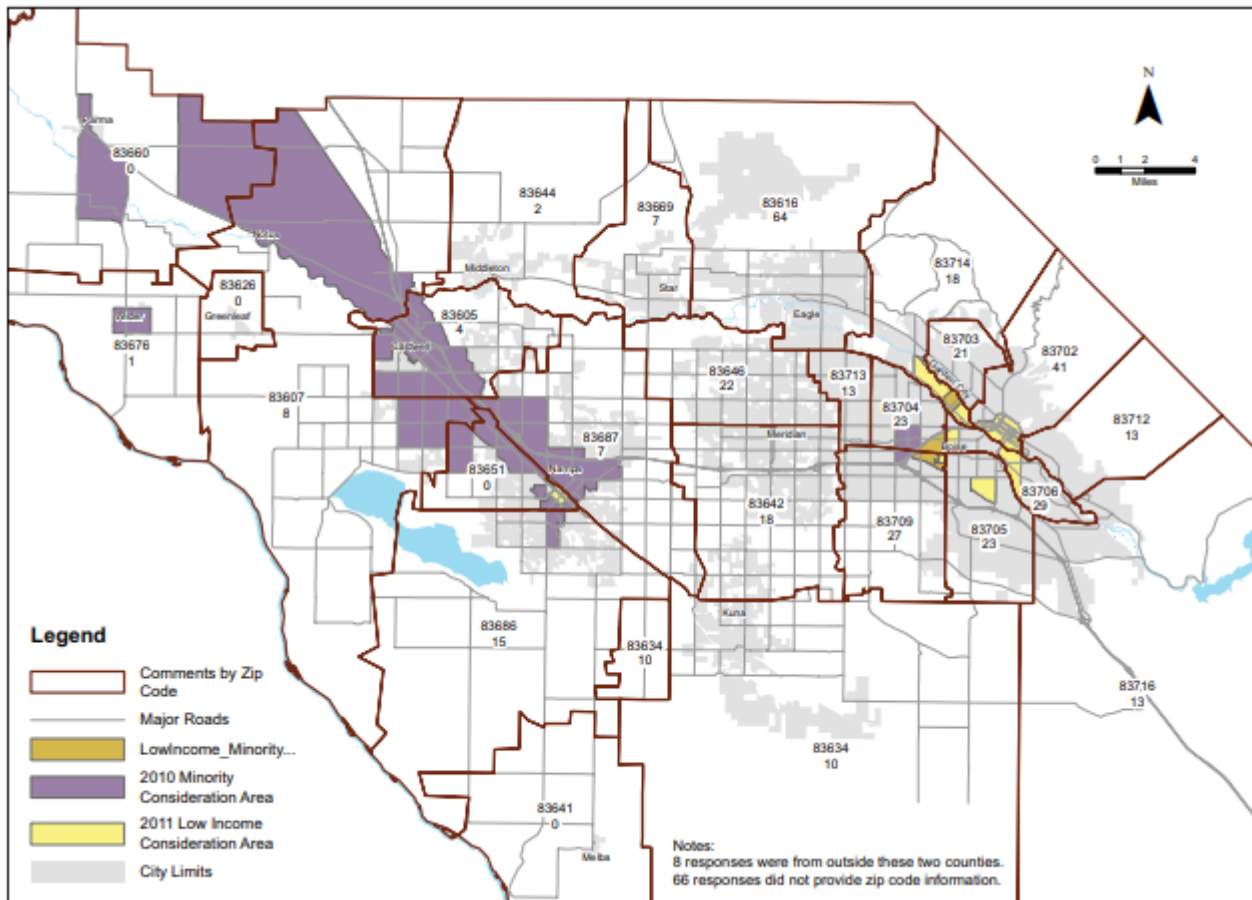 N
0 1 2 4
Miles
Parma
83660
0
83644
2
83669
7
83616
64
Notus
83714
18
Middleton
83626
0
Greenleaf
Star
Wilder
83676
1
83605
4
Eagle
83703
21
83702
41
Caldwell
83646
22
83713
13
Garden City
83607
8
83704
23
83712
13
83687
7
Meridian
Boise
83651
0
Nampa
83706
29
83642
18
83709
27
83705
23
Kuna
83686
15
83634
10
83716
13
83634
10
83641
0
Melba
Legend
Comments by Zip
Code
Major Roads
LowIncome_Minority...
2010 Minority
Consideration Area
2011 Low Income
Consideration Area
City Limits
Notes:
8 responses were from outside these two counties.
66 responses did not provide zip code information.